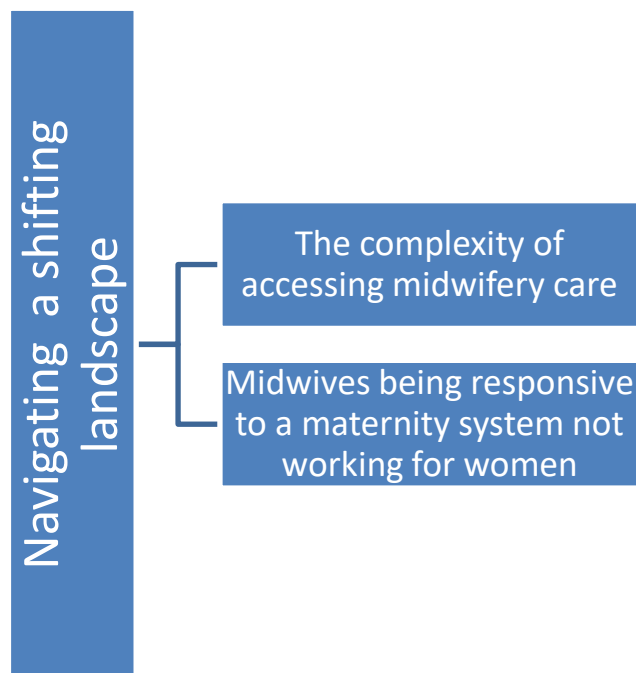 Navigating a shifting
landscape
The complexity of
accessing midwifery care
Midwives being responsive
to a maternity system not
working for women